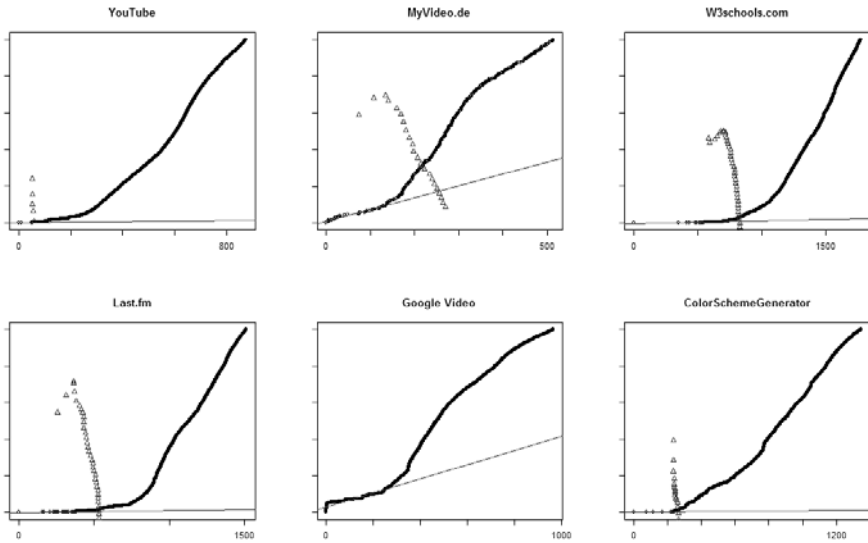 YouTube
MyVideo.de
W3schools.com
0 800
0 500
0 1500
Last.fm
Google Video
ColorSchemeGenerator
0 1500
0 1000
0 1200